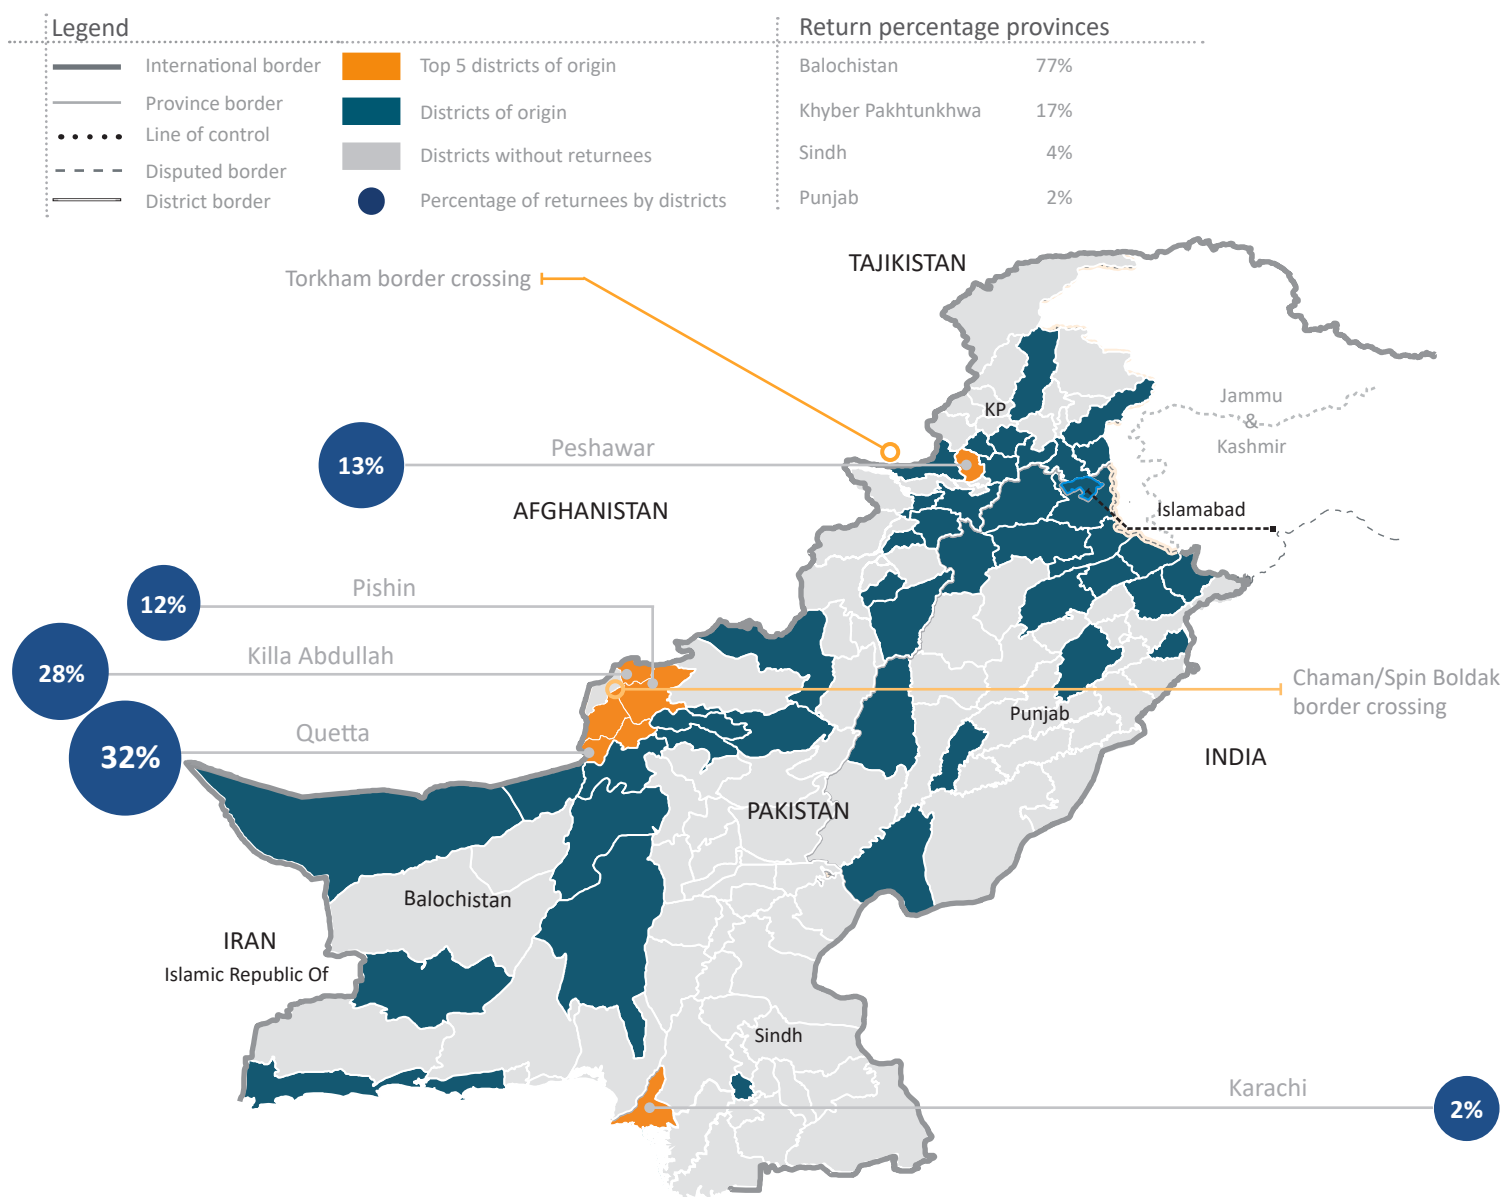 Legend
International border
Province border
Line of control
Disputed border
District border
Top 5 districts of origin
Districts of origin
Districts without returnees
Percentage of returnees by districts
Return percentage provinces
Balochistan 77%
Khyber Pakhtunkhwa 17%
Sindh 4%
Punjab 2%
TAJIKISTAN
Torkham border crossing
Jammu
&
Kashmir
KP
Peshawar
13%
AFGHANISTAN
Islamabad
Pishin
12%
Killa Abdullah
28%
Chaman/Spin Boldak
border crossing
Punjab
Quetta
32%
INDIA
PAKISTAN
Balochistan
IRAN
Islamic Republic Of
Sindh
Karachi
2%